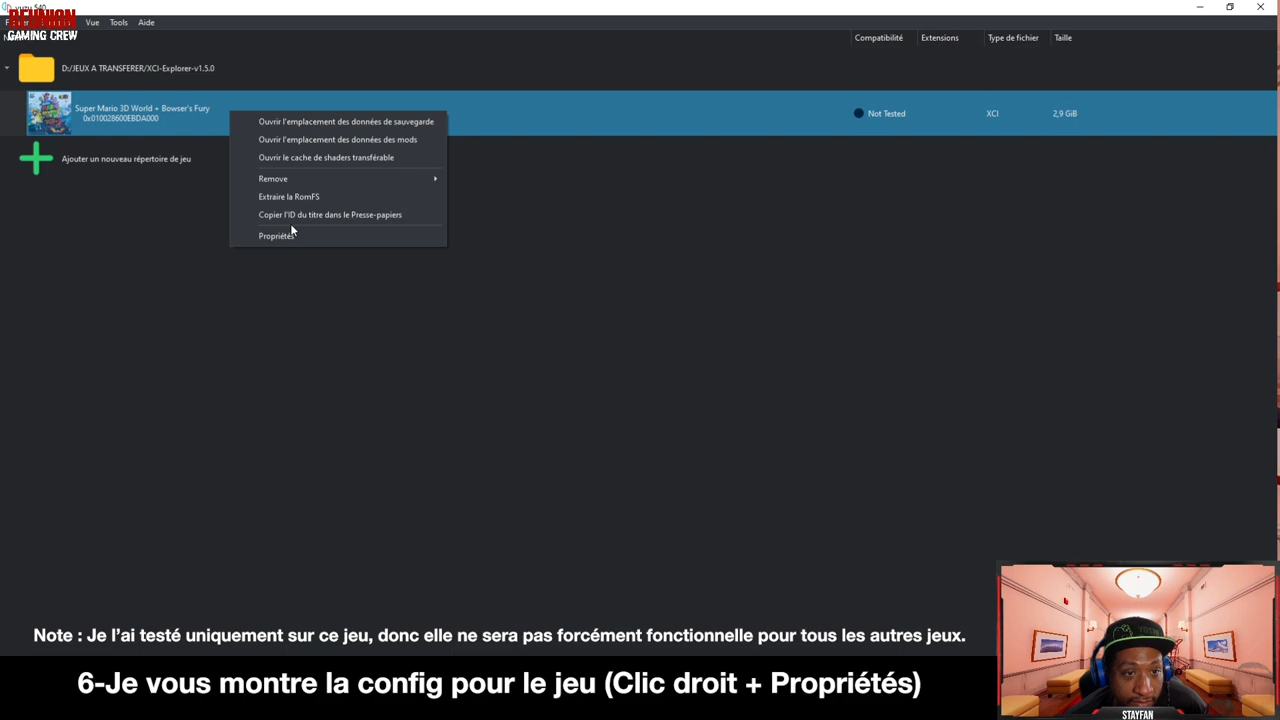 yuzu 540
REUNION
GAMING CREW
Vue Tools Aide
Compatibilité Extensions Type de fichier Taille
D:/JEUX A TRANSFERER/XCI-Explorer-v1.5.0
Super Mario 3D World + Bowser's Fury
0x010028600EBDA000
Not Tested XCI 2,9 GiB
Ajouter un nouveau répertoire de jeu
Ouvrir l'emplacement des données de sauvegarde
Ouvrir l'emplacement des données des mods
Ouvrir le cache de shaders transférable
Remove
Extraire la RomFS
Copier l'ID du titre dans le Presse-papiers
Propriétés
Note : Je l'ai testé uniquement sur ce jeu, donc elle ne sera pas forcément fonctionnelle pour tous les autres jeux.
6-Je vous montre la config pour le jeu (Clic droit + Propriétés)
STAYFAN